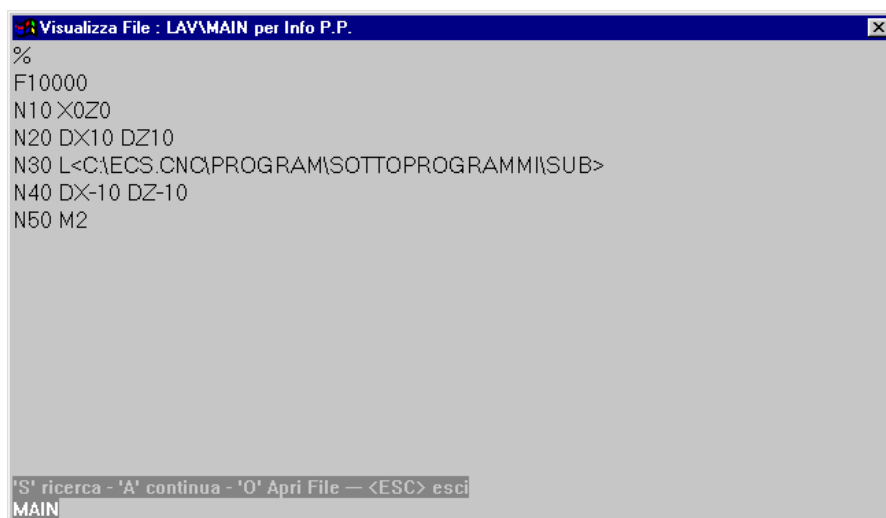 Visualizza File : LAV\MAIN per Info P.P.
%
F10000
N10 X0Z0
N20 DX10 DZ10
N30 L<C:\ECS.CNC\PROGRAM\SOTTOPROGRAMMI\SUB>
N40 DX-10 DZ-10
N50 M2
'S' ricerca - 'A' continua - 'O' Apri File — <ESC> esci
MAIN